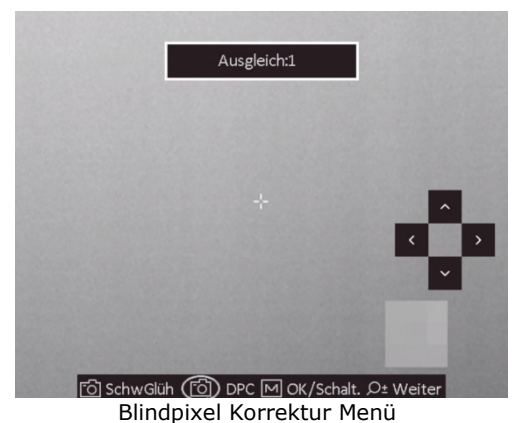 Ausgleich:1
SchwGlüh DPC M OK/Schalt. ± Weiter
Blindpixel Korrektur Menü